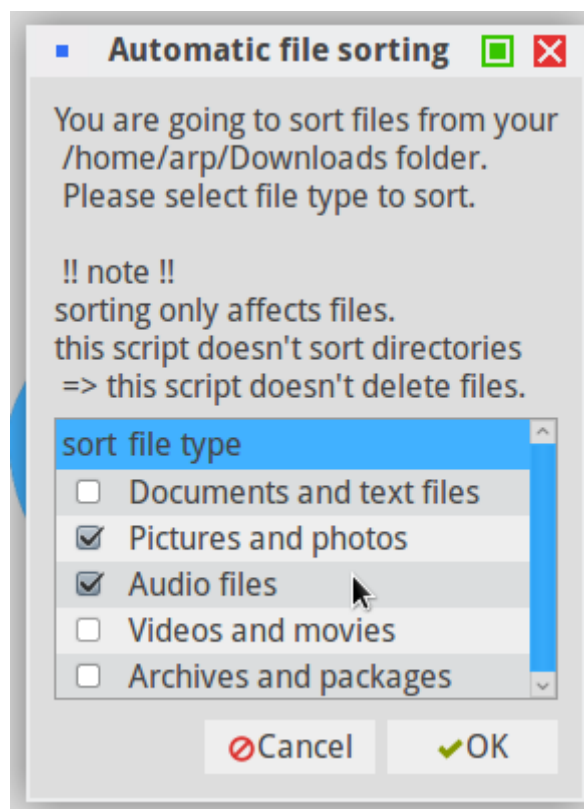 Automatic file sorting
You are going to sort files from your
/home/arp/Downloads folder.
Please select file type to sort.
!! note !!
sorting only affects files.
this script doesn't sort directories
=> this script doesn't delete files.
sort file type
Documents and text files
Pictures and photos
Audio files
Videos and movies
Archives and packages
Cancel OK